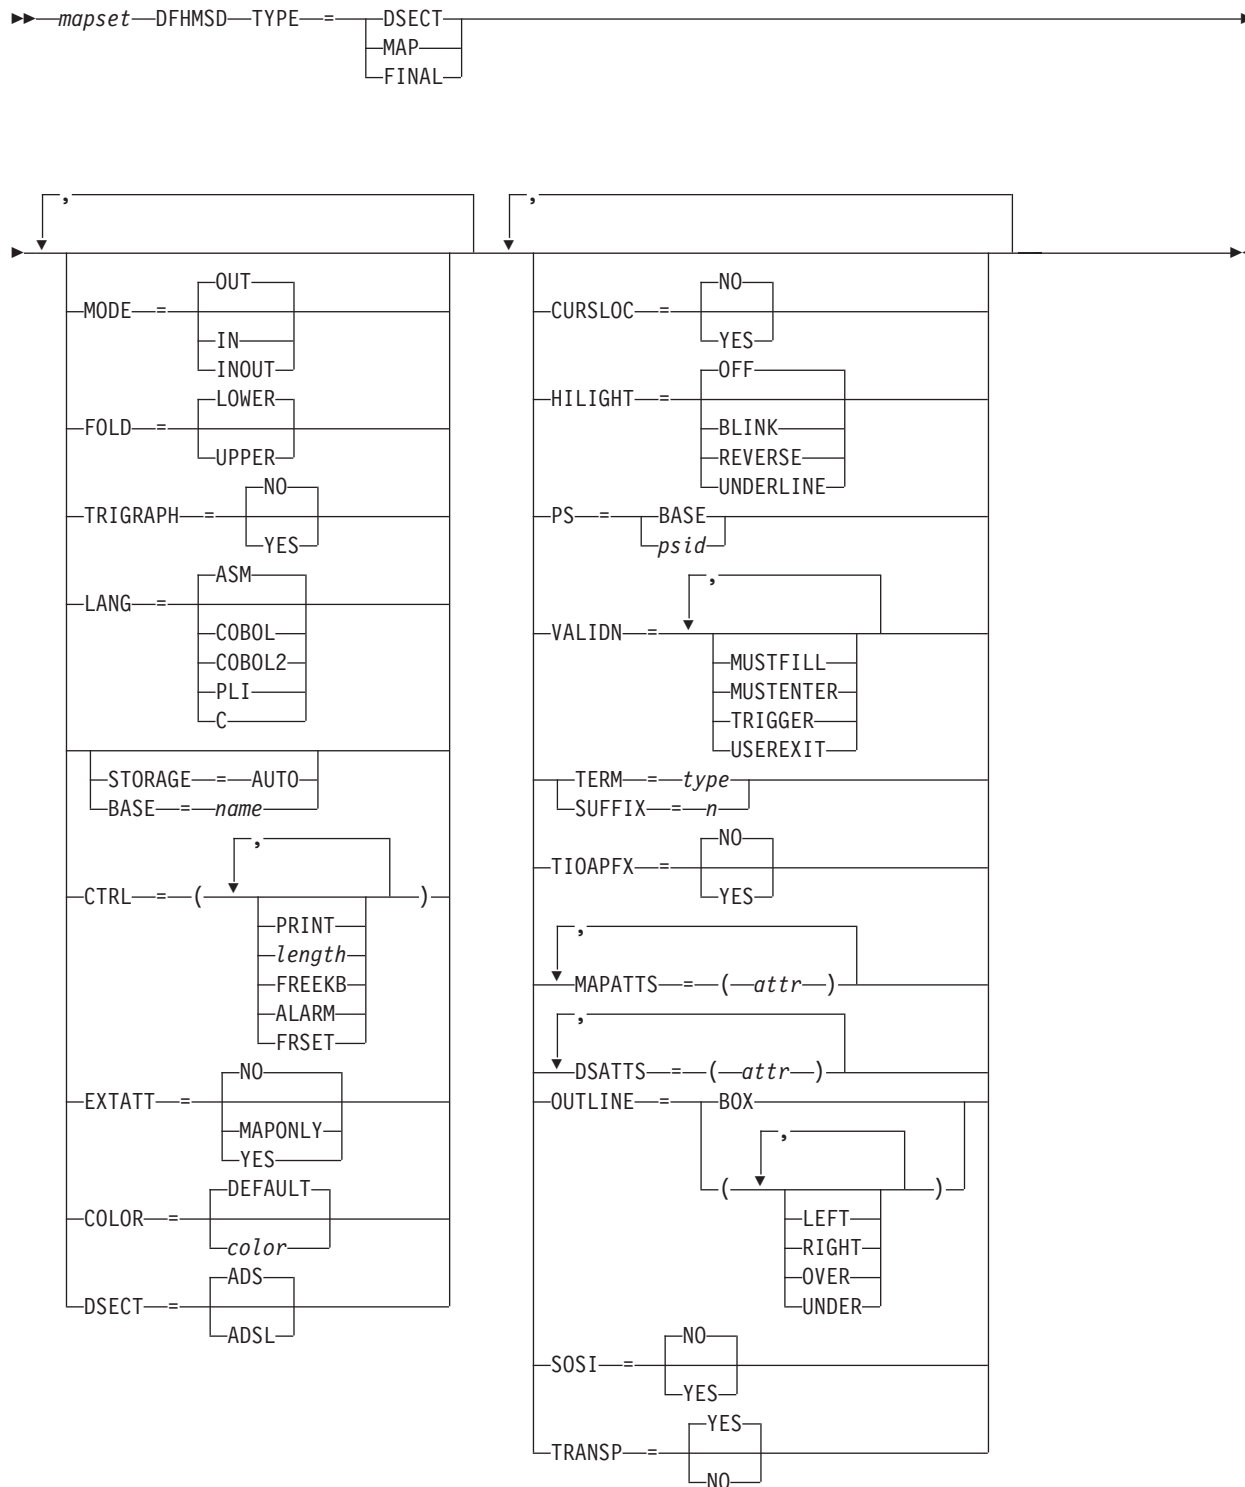 mapset DFHMSD TYPE = DSECT
MAP
FINAL
,
MODE = OUT
IN
INOUT
FOLD = LOWER
UPPER
TRIGRAPH = NO
YES
LANG = ASM
COBOL
COBOL2
PLI
C
STORAGE = AUTO
BASE = name
CTRL = ( , )
PRINT
length
FREEKB
ALARM
FRSET
EXTATT = NO
MAPONLY
YES
COLOR = DEFAULT
color
DSECT = ADS
ADSL
,
CURSLOC = NO
YES
HILIGHT = OFF
BLINK
REVERSE
UNDERLINE
PS = BASE
psid
VALIDN = ,
MUSTFILL
MUSTENTER
TRIGGER
USEREXIT
TERM = type
SUFFIX = n
TIOAPFX = NO
YES
,
MAPATTS = ( attr )
,
DSATTS = ( attr )
OUTLINE = BOX
( , )
LEFT
RIGHT
OVER
UNDER
SOSI = NO
YES
TRANSP = YES
NO